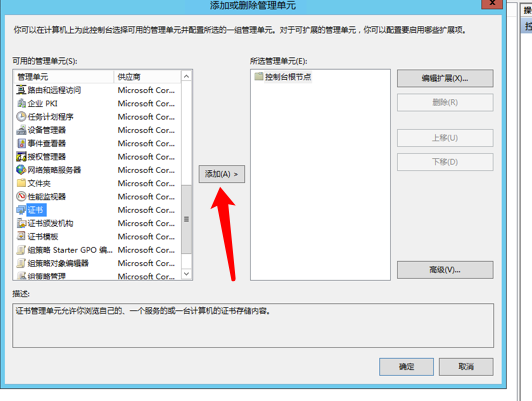 添加或删除管理单元
操
你可以在计算机上为此控制台选择可用的管理单元并配置所选的一组管理单元。对于可扩展的管理单元，你可以配置要启用哪些扩展项。
控
可用的管理单元(S):
所选管理单元(E):
管理单元 供应商
路由和远程访问 Microsoft Cor...
企业 PKI Microsoft Cor...
任务计划程序 Microsoft Cor...
设备管理器 Microsoft Cor...
事件查看器 Microsoft Cor...
授权管理器 Microsoft Cor...
网络策略服务器 Microsoft Cor...
文件夹 Microsoft Cor...
性能监视器 Microsoft Cor...
证书 Microsoft Cor...
证书颁发机构 Microsoft Cor...
证书模板 Microsoft Cor...
组策略 Starter GPO 编... Microsoft Cor...
组策略对象编辑器 Microsoft Cor...
组策略管理 Microsoft Cor...
添加(A) >
控制台根节点
编辑扩展(X)...
删除(R)
上移(U)
下移(D)
高级(V)...
描述:
证书管理单元允许你浏览自己的、一个服务的或一台计算机的证书存储内容。
确定
取消